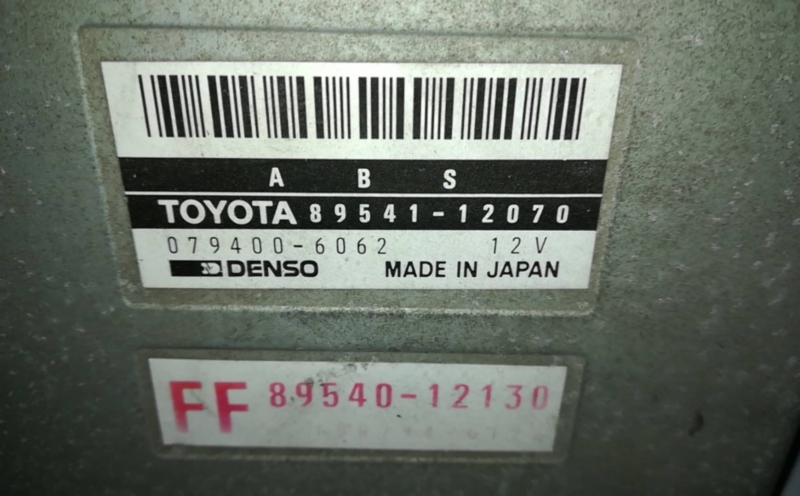 A B S
TOYOTA 89541-12070
079400-6062 12V
DENSO MADE IN JAPAN
FF 89540-12130